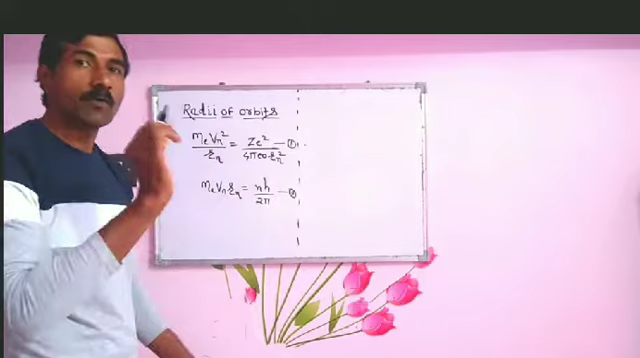 Radii of orbits
mₑVₙ²/rₙ = Ze²/4πε₀rₙ² —①
mₑVₙrₙ = nh/2π —②